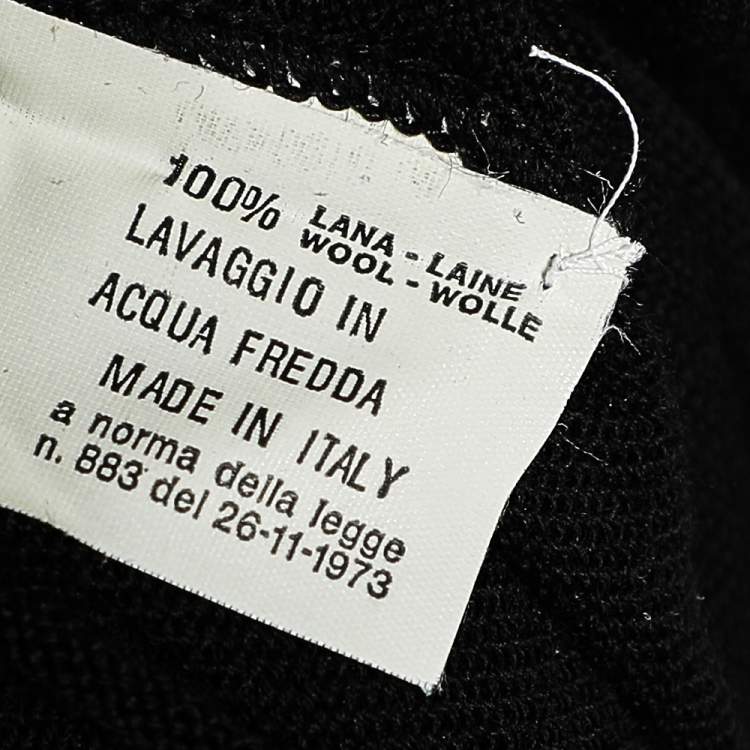 100% LANA - LAINE
WOOL - WOLLE
LAVAGGIO IN
ACQUA FREDDA
MADE IN ITALY
a norma della legge
n. 883 del 26-11-1973